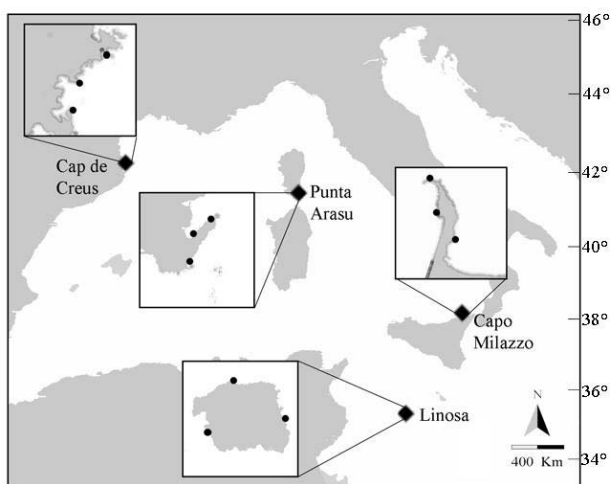 46°
44°
Cap de
Creus
42°
Punta
Arasu
40°
38°
Capo
Milazzo
36°
Linosa
N
400 Km
34°